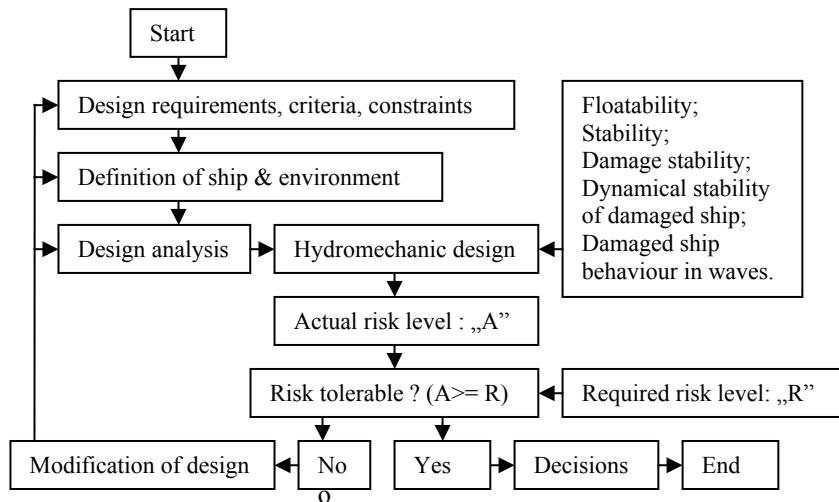 Start
Design requirements, criteria, constraints
Definition of ship & environment
Design analysis
Hydromechanic design
Floatability;
Stability;
Damage stability;
Dynamical stability
of damaged ship;
Damaged ship
behaviour in waves.
Actual risk level : „A”
Risk tolerable ? (A>= R)
Required risk level: „R”
Modification of design
No
o
Yes
Decisions
End